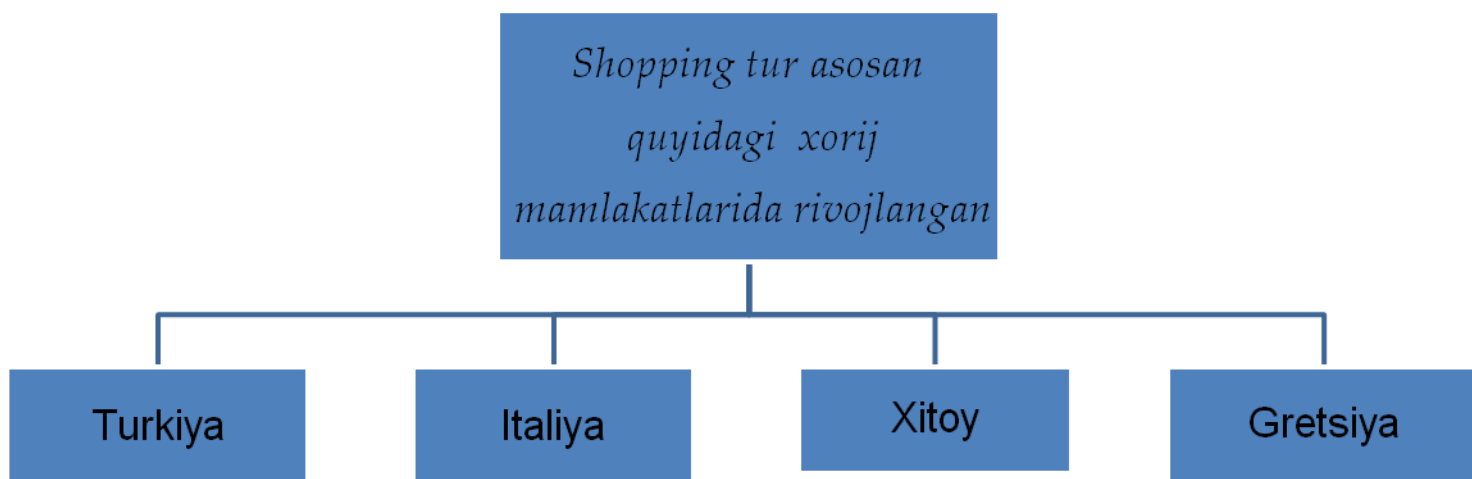 Shopping tur asosan
quyidagi xorij
mamlakatlarida rivojlangan
Turkiya
Italiya
Xitoy
Gretsiya